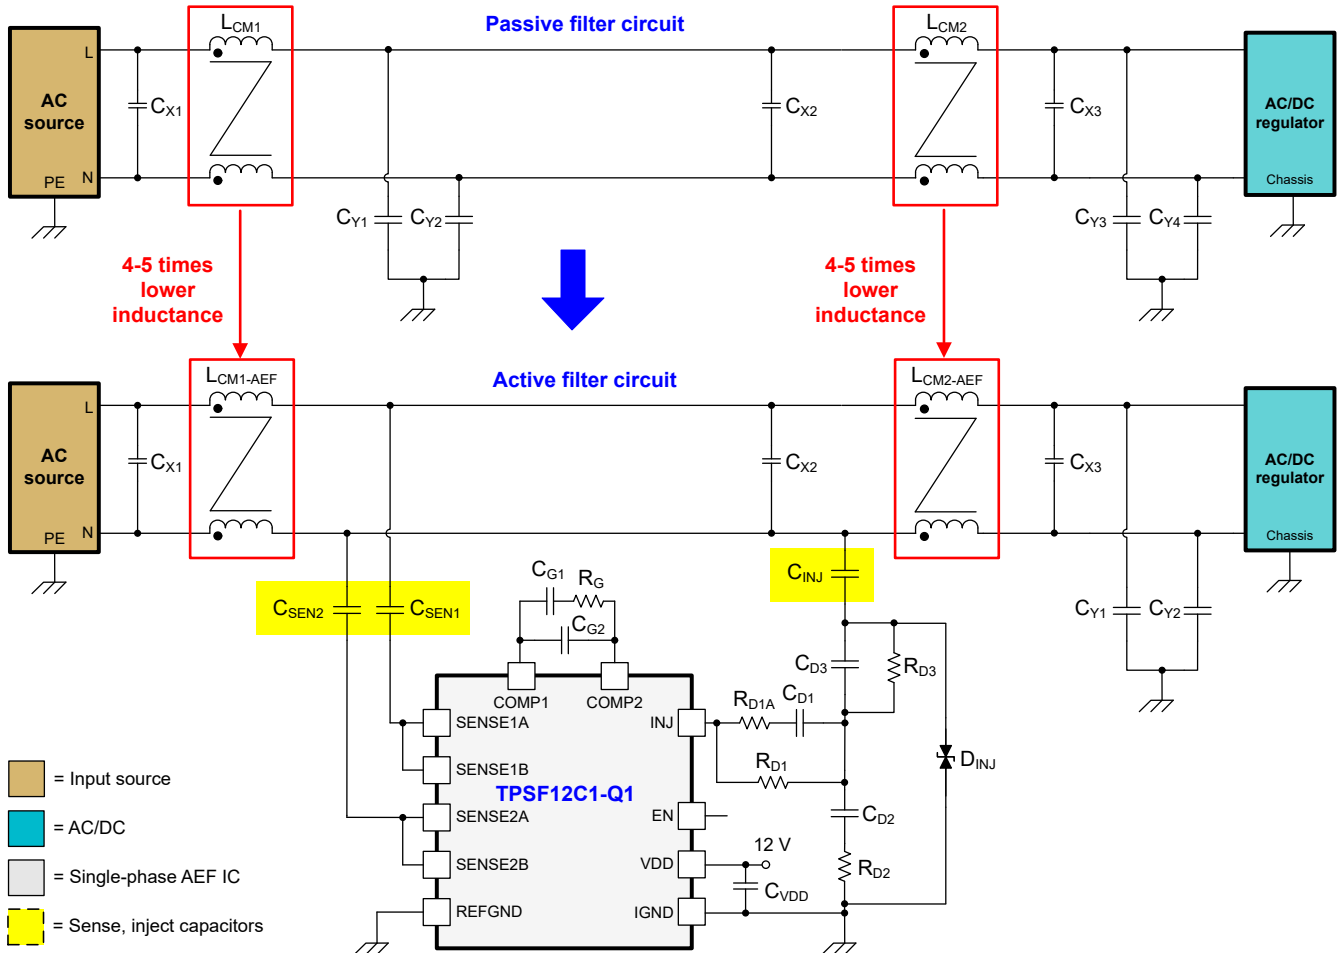 Passive filter circuit
LCM1
LCM2
L
AC
source
PE
N
CX1
CX2
CX3
AC/DC
regulator
Chassis
CY1
CY2
CY3
CY4
4-5 times
lower
inductance
4-5 times
lower
inductance
Active filter circuit
LCM1-AEF
LCM2-AEF
L
AC
source
PE
N
CX1
CX2
CX3
AC/DC
regulator
Chassis
CSEN2
CSEN1
CG1
RG
CG2
CINJ
CY1
CY2
COMP1
COMP2
CD3
RD3
RD1A
CD1
SENSE1A
INJ
SENSE1B
RD1
DINJ
TPSF12C1-Q1
SENSE2A
EN
CD2
SENSE2B
VDD
12 V
RD2
CVDD
REFGND
IGND
= Input source
= AC/DC
= Single-phase AEF IC
= Sense, inject capacitors